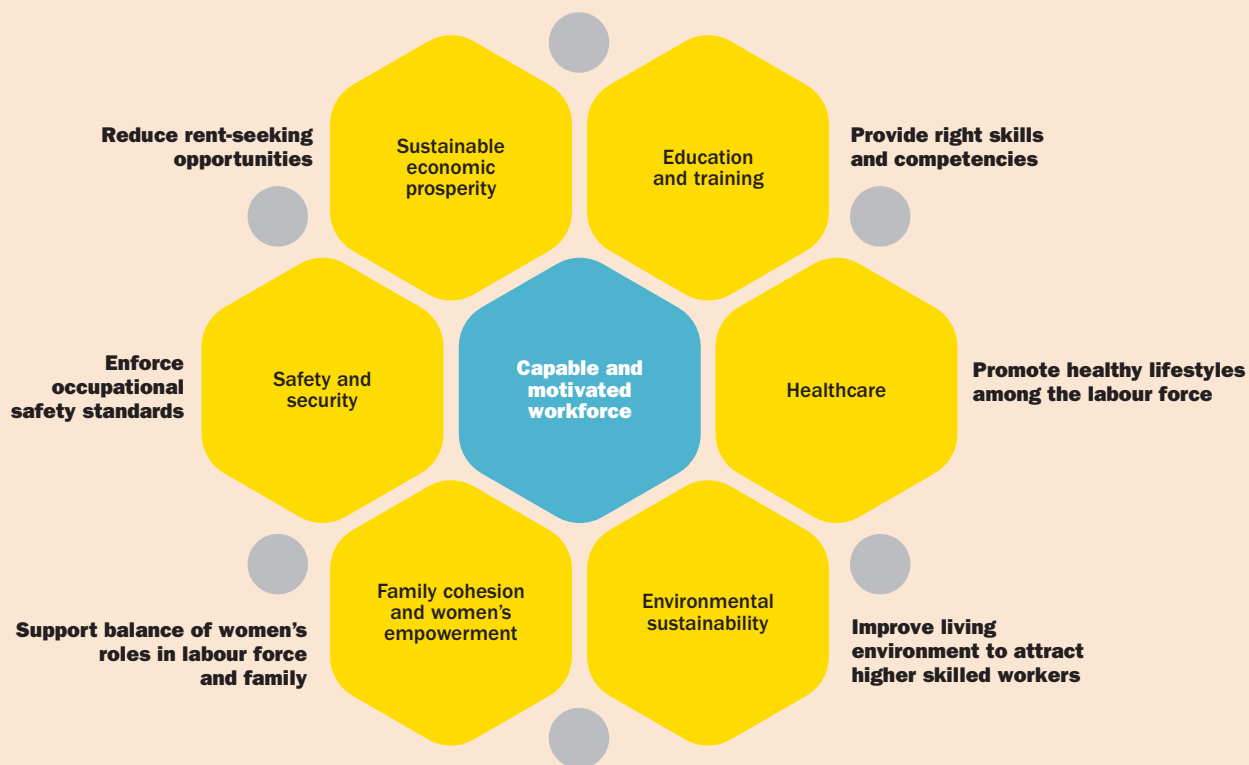 Reduce rent-seeking
opportunities
Sustainable
economic
prosperity
Education
and training
Provide right skills
and competencies
Enforce
occupational
safety standards
Safety and
security
Capable and
motivated
workforce
Healthcare
Promote healthy lifestyles
among the labour force
Support balance of women’s
roles in labour force
and family
Family cohesion
and women’s
empowerment
Environmental
sustainability
Improve living
environment to attract
higher skilled workers